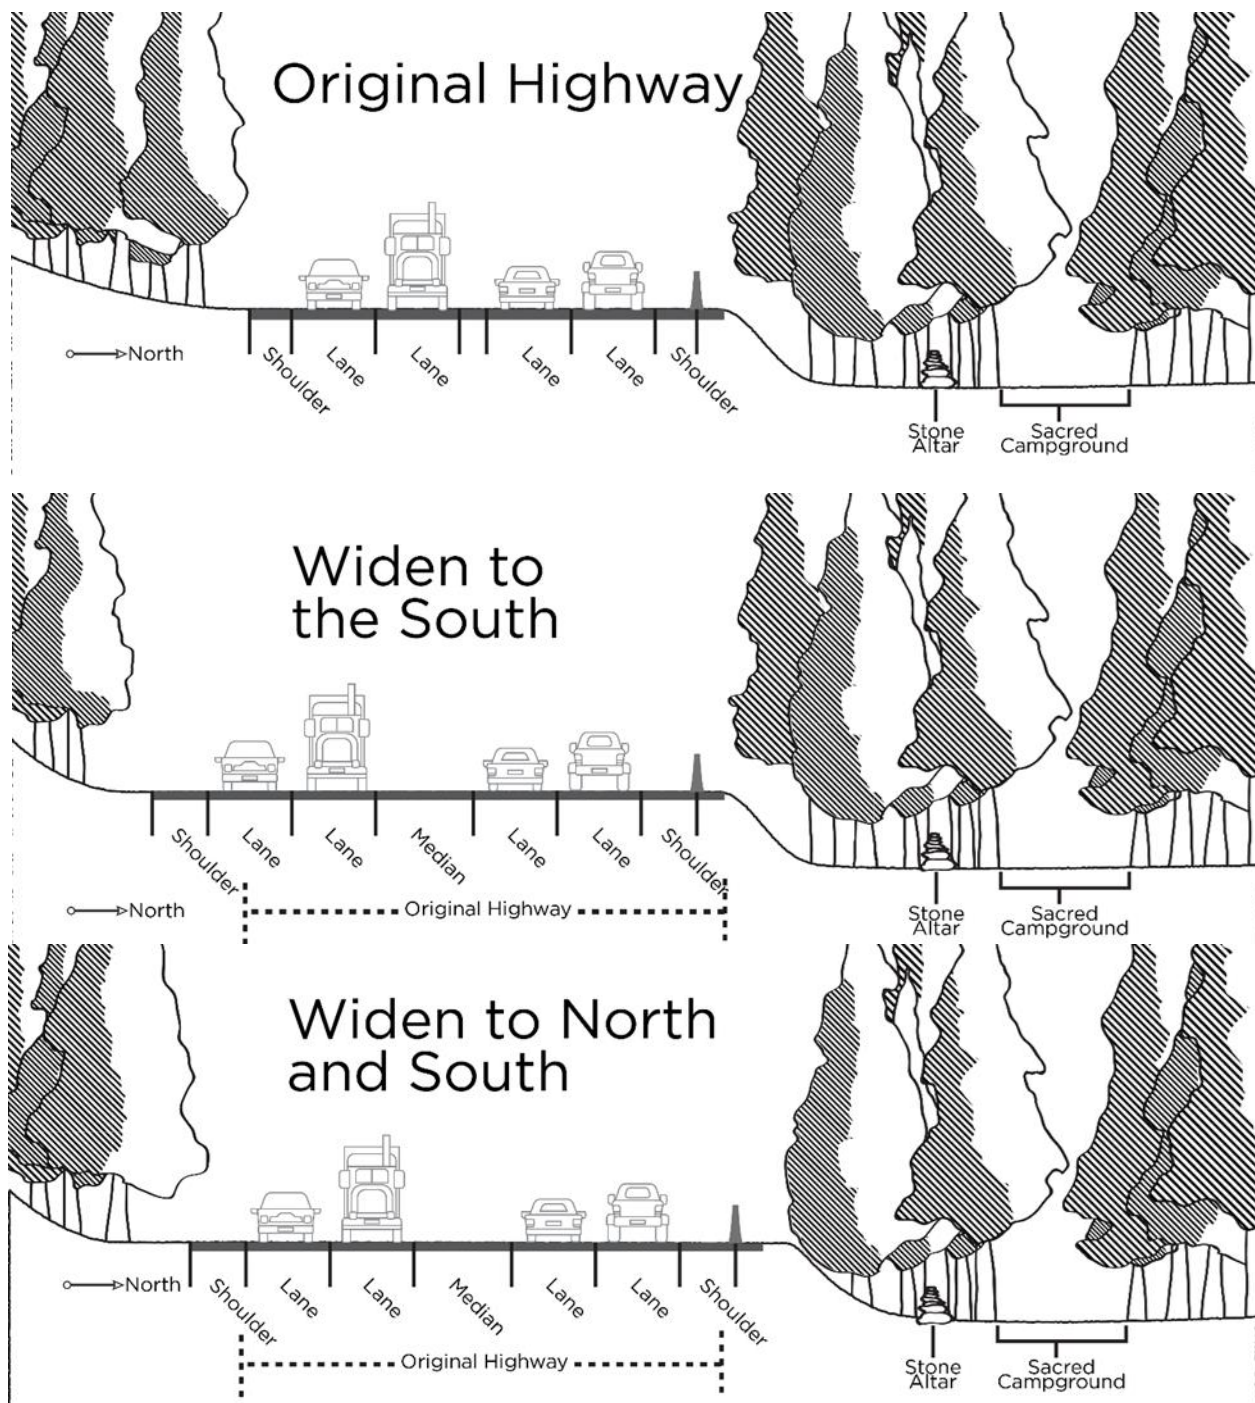 Original Highway
North
Shoulder
Lane
Lane
Lane
Lane
Shoulder
Stone
Altar
Sacred
Campground
Widen to
the South
Shoulder
Lane
Lane
Median
Lane
Lane
Shoulder
North
Original Highway
Stone
Altar
Sacred
Campground
Widen to North
and South
North
Shoulder
Lane
Lane
Median
Lane
Lane
Shoulder
Original Highway
Stone
Altar
Sacred
Campground